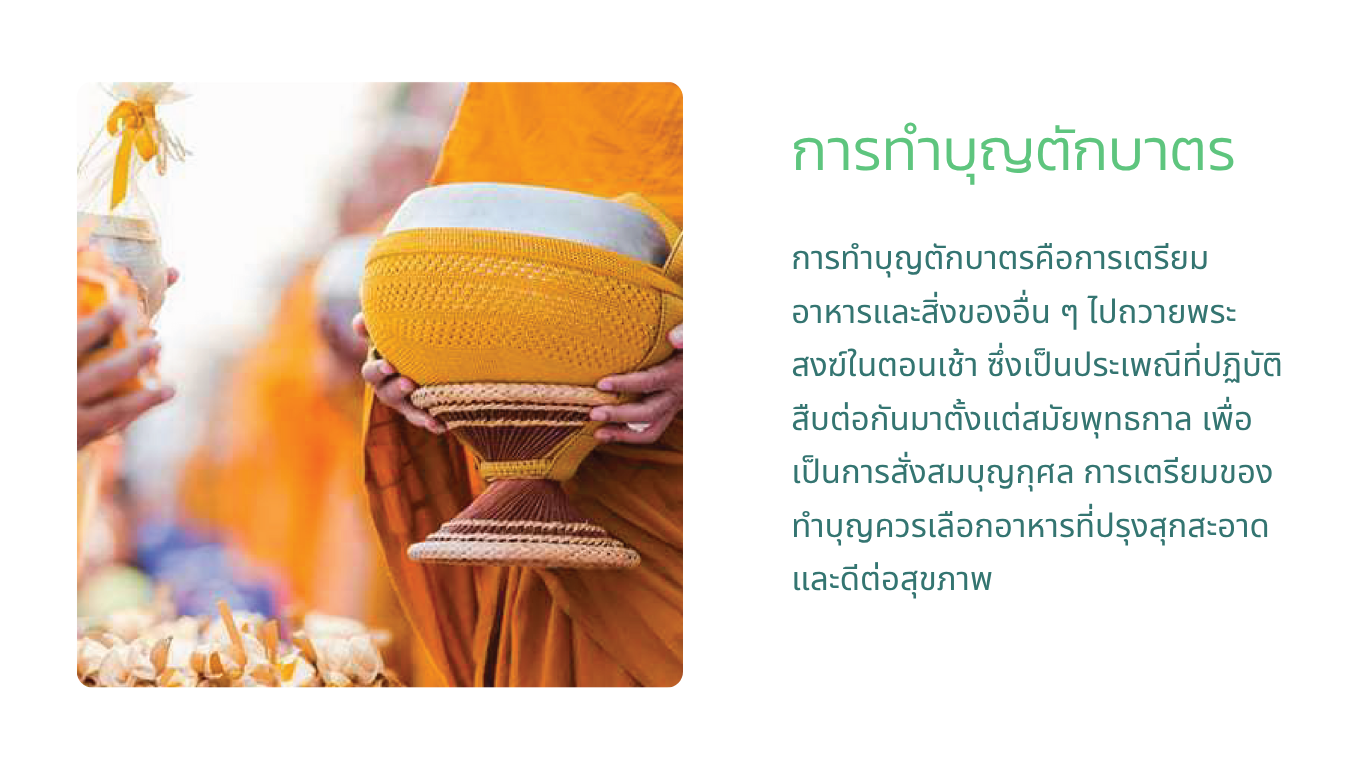 การทำบุญตักบาตร
การทำบุญตักบาตรคือการเตรียม
อาหารและสิ่งของอื่น ๆ ไปถวายพระ
สงฆ์ในตอนเช้า ซึ่งเป็นประเพณีที่ปฏิบัติ
สืบต่อกันมาตั้งแต่สมัยพุทธกาล เพื่อ
เป็นการสั่งสมบุญกุศล การเตรียมของ
ทำบุญควรเลือกอาหารที่ปรุงสุกสะอาด
และดีต่อสุขภาพ